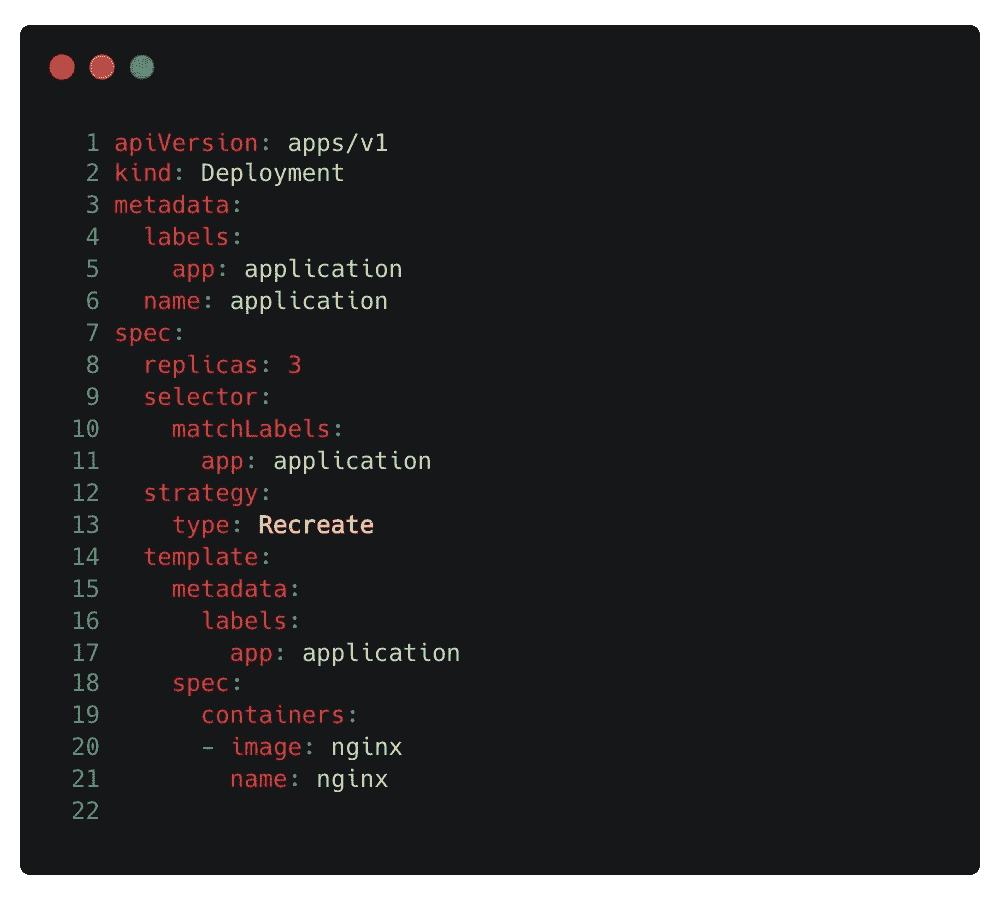 1 apiVersion: apps/v1
2 kind: Deployment
3 metadata:
4   labels:
5     app: application
6   name: application
7 spec:
8   replicas: 3
9   selector:
10     matchLabels:
11       app: application
12   strategy:
13     type: Recreate
14   template:
15     metadata:
16       labels:
17         app: application
18     spec:
19       containers:
20       - image: nginx
21         name: nginx
22